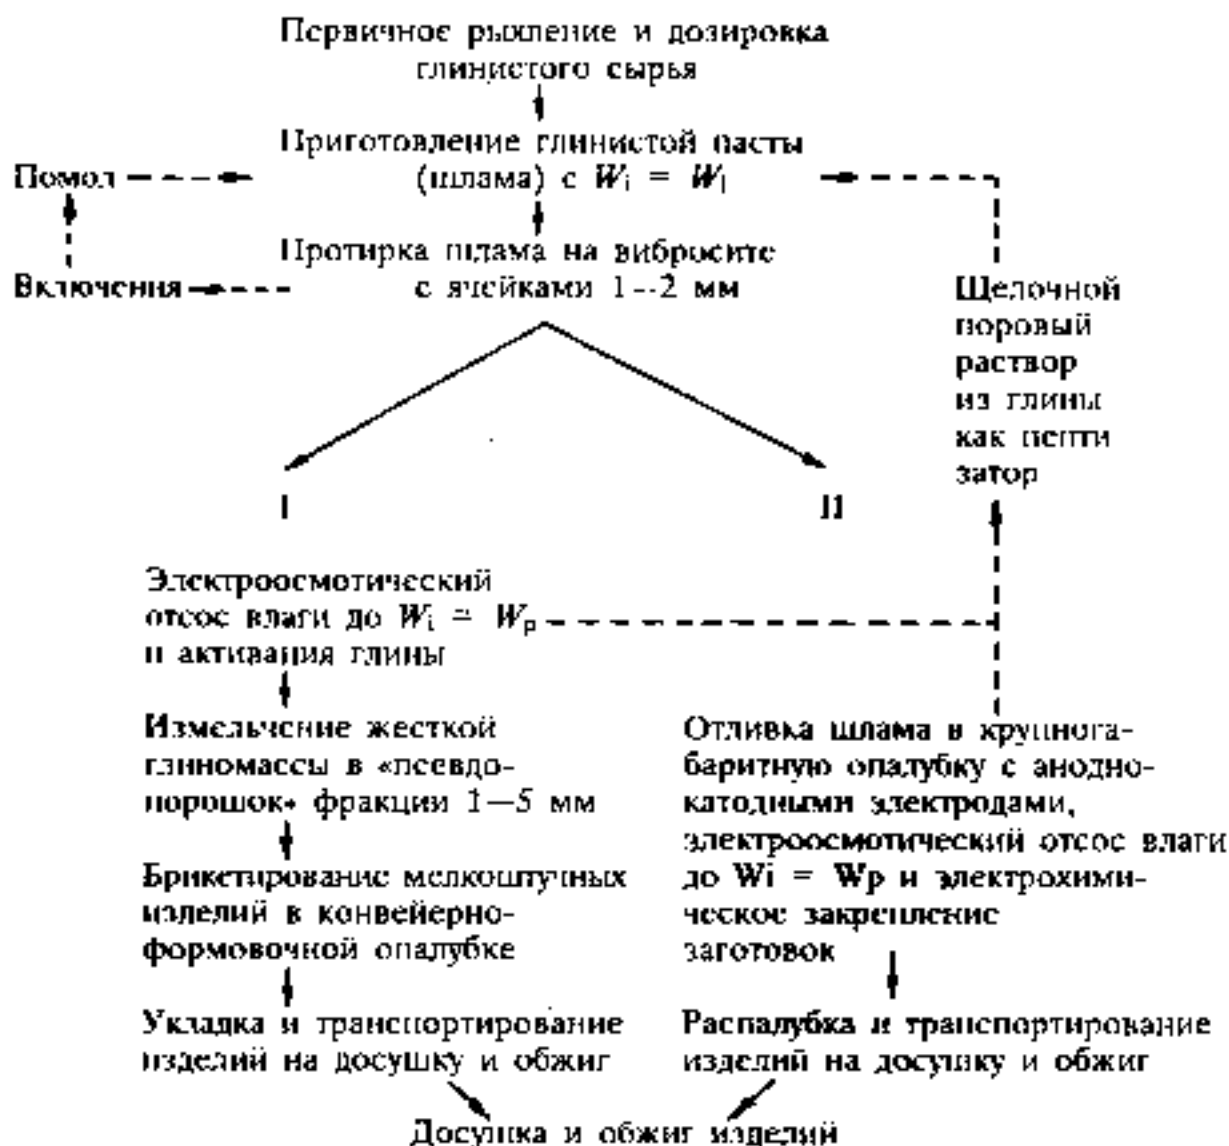 Первичное рыхление и дозировка
глинистого сырья
Приготовление глинистой пасты
(шлама) с Wi = Wl
Помол
Протирка шлама на вибросите
с ячейками 1--2 мм
Включения
Щелочной
поровый
раствор
из глины
как пепти
затор
I
II
Электроосмотический
отсос влаги до Wi = Wp
и активация глины
Измельчение жесткой
глиномассы в «псевдо-
порошок» фракции 1—5 мм
Брикетирование мелкоштучных
изделий в конвейерно-
формовочной опалубке
Укладка и транспортирование
изделий на досушку и обжиг
Отливка шлама в крупнога-
баритную опалубку с анодно-
катодными электродами,
электроосмотический отсос влаги
до Wi = Wp и электрохими-
ческое закрепление
заготовок
Распалубка и транспортирование
изделий на досушку и обжиг
Досушка и обжиг изделий